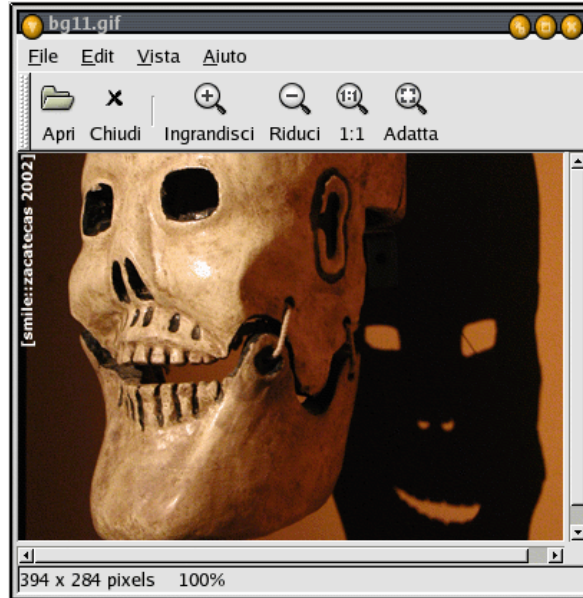 bg11.gif
File Edit Vista Aiuto
Apri Chiudi Ingrandisci Riduci 1:1 Adatta
[smile::zacatecas 2002]
394 x 284 pixels 100%